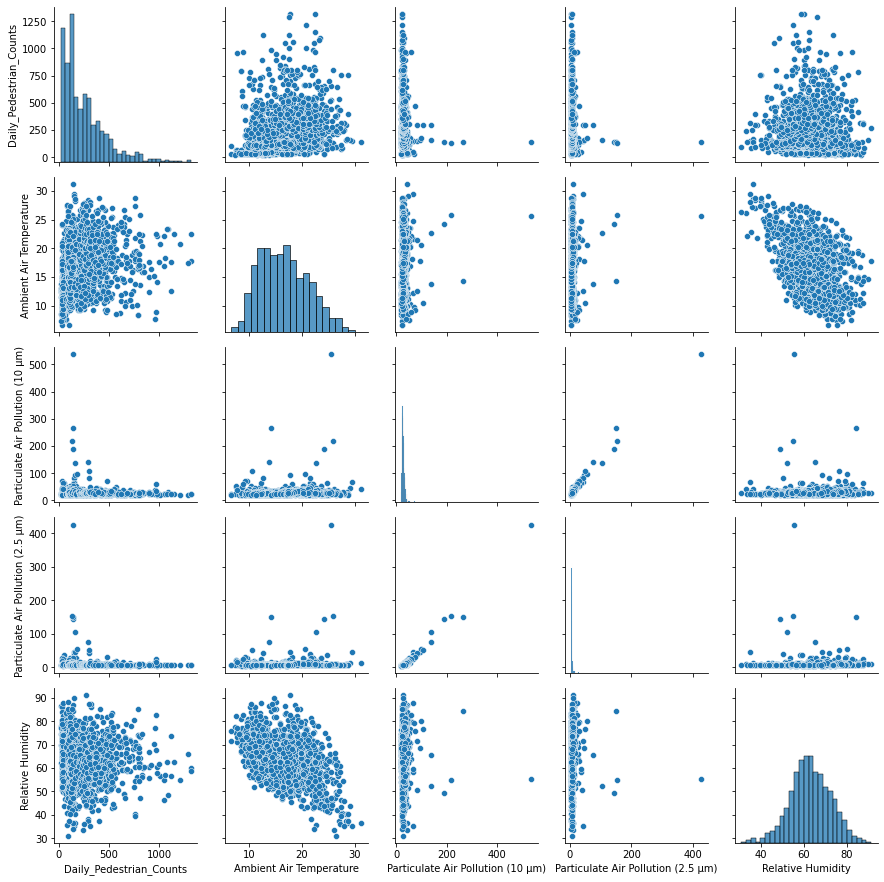 1250
1000
750
500
250
0
Daily_Pedestrian_Counts
30
25
20
15
10
Ambient Air Temperature
500
400
300
200
100
0
Particulate Air Pollution (10 µm)
400
300
200
100
0
Particulate Air Pollution (2.5 µm)
90
80
70
60
50
40
30
Relative Humidity
0 500 1000
Daily_Pedestrian_Counts
10 20 30
Ambient Air Temperature
0 200 400
Particulate Air Pollution (10 µm)
0 200 400
Particulate Air Pollution (2.5 µm)
40 60 80
Relative Humidity